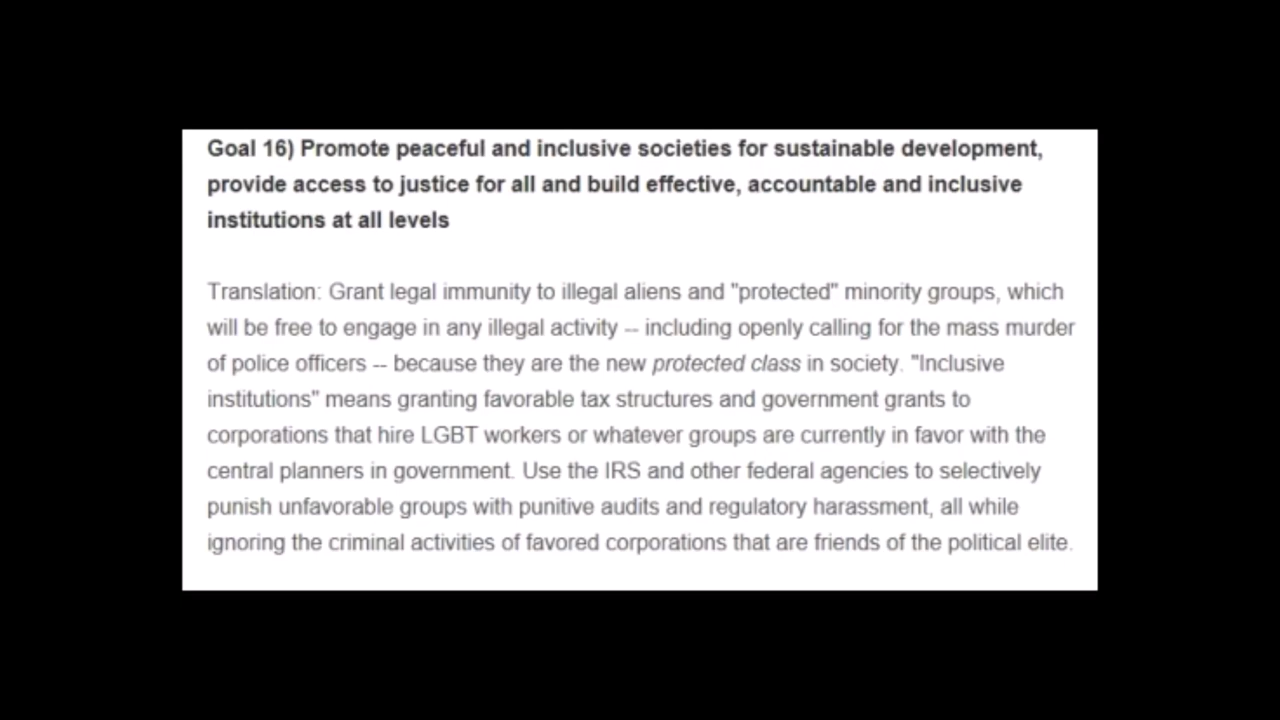 Goal 16) Promote peaceful and inclusive societies for sustainable development,
provide access to justice for all and build effective, accountable and inclusive
institutions at all levels
Translation: Grant legal immunity to illegal aliens and "protected" minority groups, which
will be free to engage in any illegal activity -- including openly calling for the mass murder
of police officers -- because they are the new protected class in society. "Inclusive
institutions" means granting favorable tax structures and government grants to
corporations that hire LGBT workers or whatever groups are currently in favor with the
central planners in government. Use the IRS and other federal agencies to selectively
punish unfavorable groups with punitive audits and regulatory harassment, all while
ignoring the criminal activities of favored corporations that are friends of the political elite.